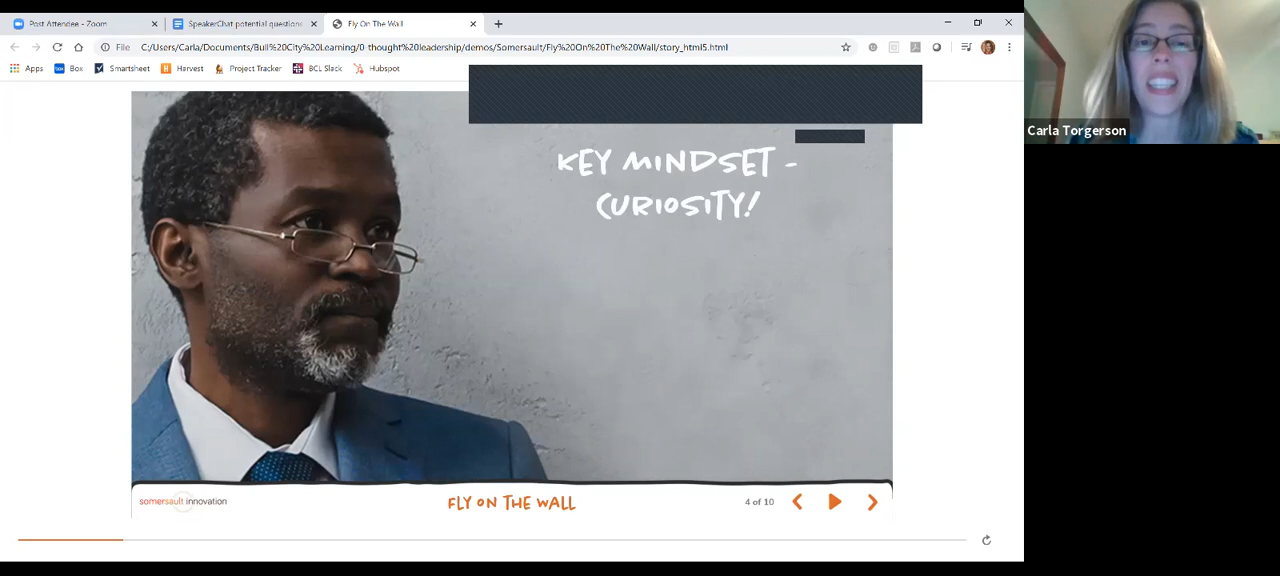 Post Attendee - Zoom
SpeakerChat potential questions
Fly On The Wall
File
C:/Users/Carla/Documents/Bull%20City%20Learning/0-thought%20leadership/demos/Somersault/Fly%20On%20The%20Wall/story_html5.html
Apps
Box
Smartsheet
Harvest
Project Tracker
BCL Slack
Hubspot
Carla Torgerson
KEY MINDSET -
CURIOSITY!
somersault innovation
FLY ON THE WALL
4 of 10